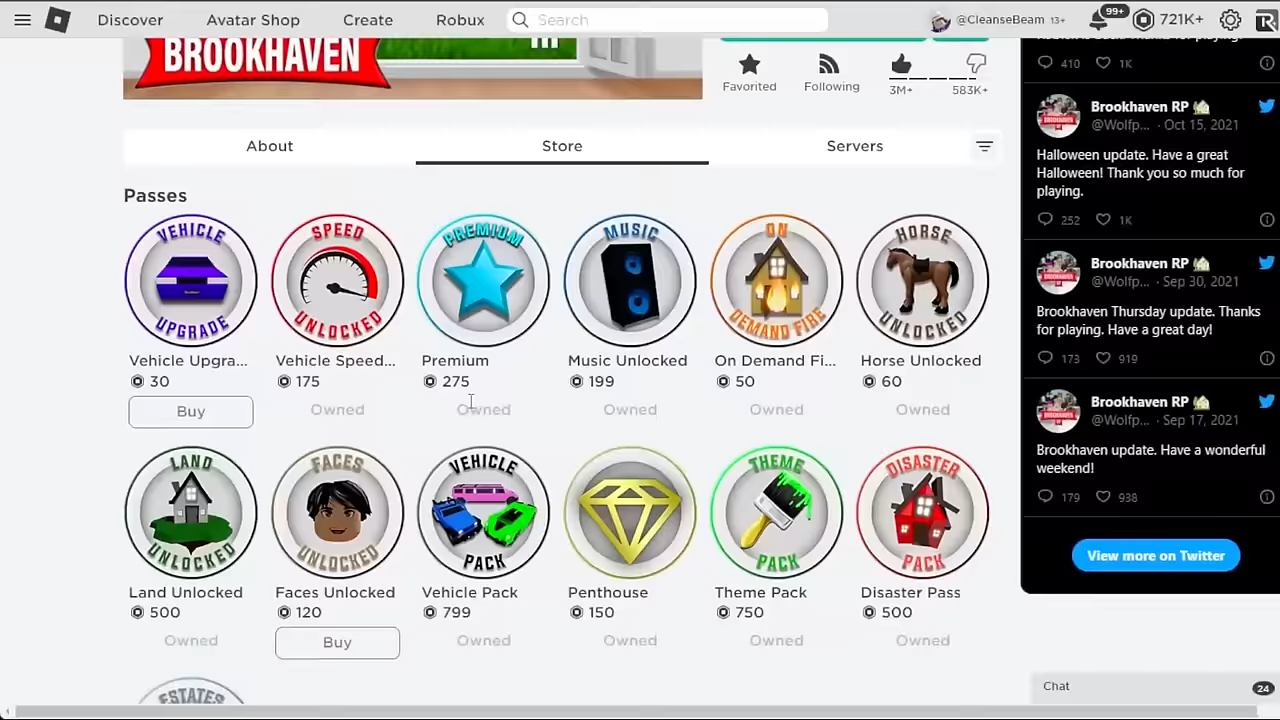 Discover
Avatar Shop
Create
Robux
Search
@CleanseBeam 13+
99+
721K+
BROOKHAVEN
Favorited
Following
3M+
583K+
About
Store
Servers
Passes
VEHICLE UPGRADE
SPEED UNLOCKED
PREMIUM
MUSIC
ON DEMAND FIRE
HORSE UNLOCKED
Vehicle Upgra...
Vehicle Speed...
Premium
Music Unlocked
On Demand Fi...
Horse Unlocked
30
175
275
199
50
60
Buy
Owned
Owned
Owned
Owned
Owned
LAND UNLOCKED
FACES UNLOCKED
VEHICLE PACK
THEME PACK
DISASTER PACK
Land Unlocked
Faces Unlocked
Vehicle Pack
Penthouse
Theme Pack
Disaster Pass
500
120
799
150
750
500
Owned
Buy
Owned
Owned
Owned
Owned
ESTATES
410
1K
Brookhaven RP
@Wolfp... · Oct 15, 2021
Halloween update. Have a great
Halloween! Thank you so much for
playing.
252
1K
Brookhaven RP
@Wolfp... · Sep 30, 2021
Brookhaven Thursday update. Thanks
for playing. Have a great day!
173
919
Brookhaven RP
@Wolfp... · Sep 17, 2021
Brookhaven update. Have a wonderful
weekend!
179
938
View more on Twitter
Chat
24